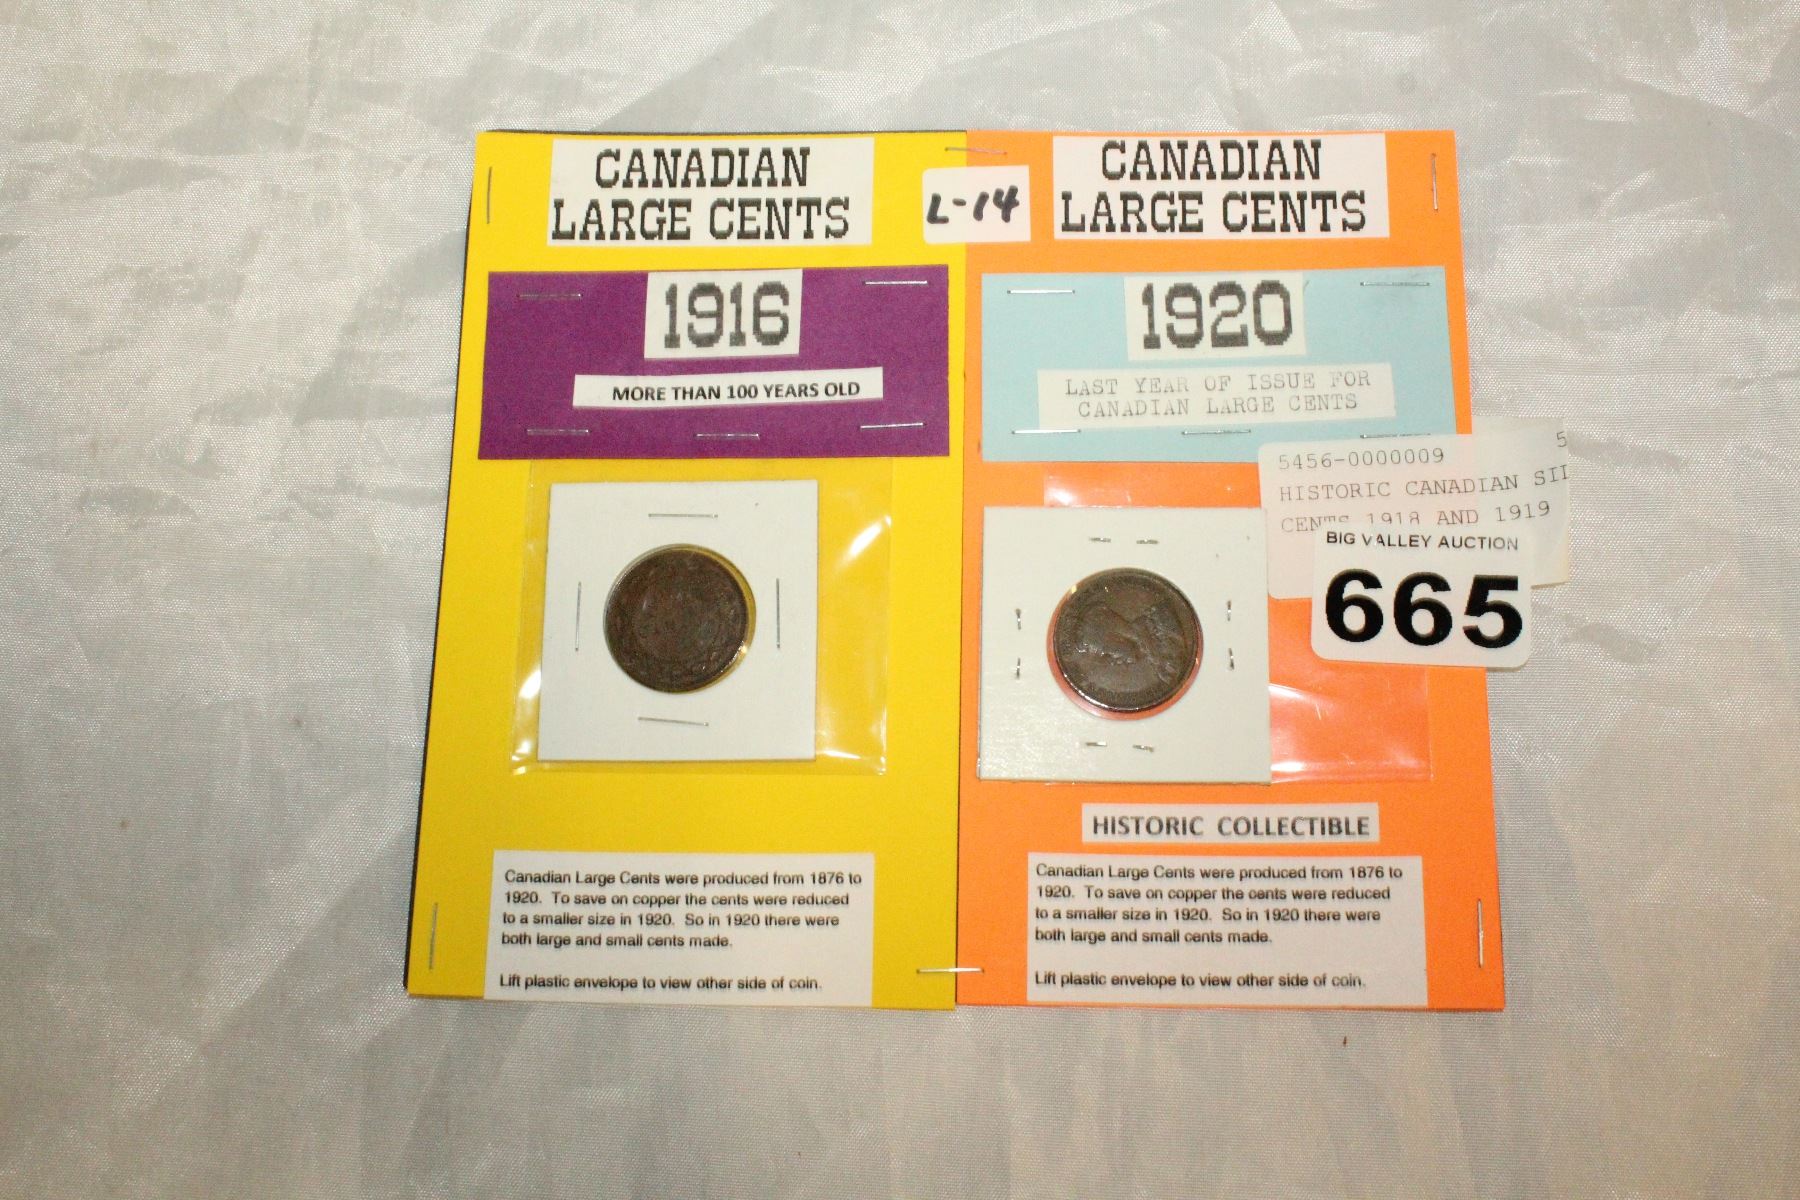 CANADIAN
LARGE CENTS
1916
MORE THAN 100 YEARS OLD
Canadian Large Cents were produced from 1876 to
1920. To save on copper the cents were reduced
to a smaller size in 1920. So in 1920 there were
both large and small cents made.
Lift plastic envelope to view other side of coin.
L-14
CANADIAN
LARGE CENTS
1920
LAST YEAR OF ISSUE FOR
CANADIAN LARGE CENTS
5456-0000009 5
HISTORIC CANADIAN SIL
CENTS 1918 AND 1919
BIG VALLEY AUCTION
665
HISTORIC COLLECTIBLE
Canadian Large Cents were produced from 1876 to
1920. To save on copper the cents were reduced
to a smaller size in 1920. So in 1920 there were
both large and small cents made.
Lift plastic envelope to view other side of coin.